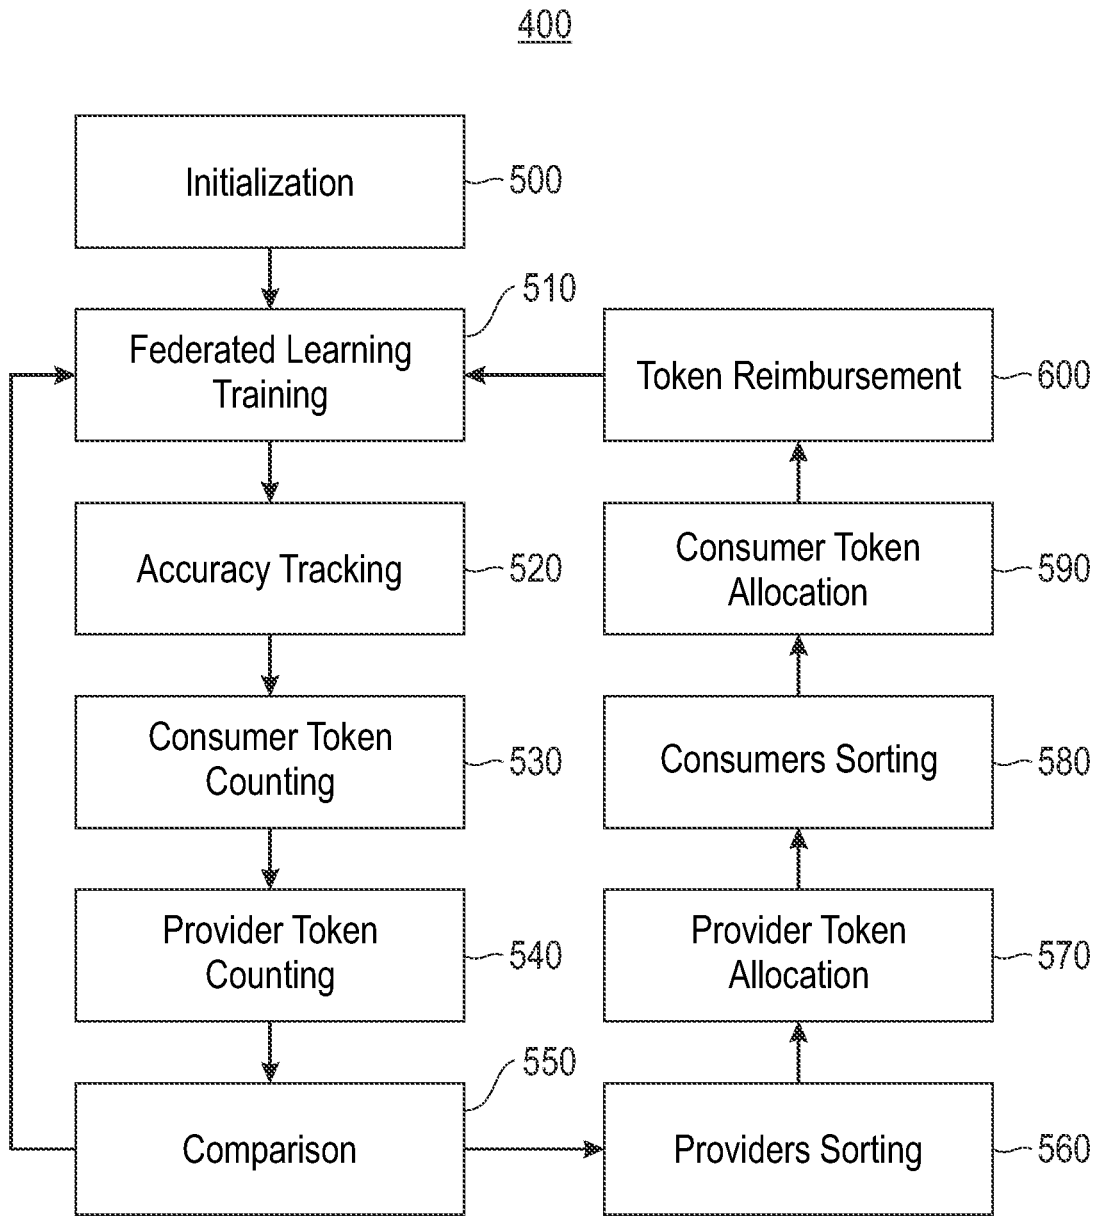 400
Initialization
500
Federated Learning
Training
510
Token Reimbursement
600
Accuracy Tracking
520
Consumer Token
Allocation
590
Consumer Token
Counting
530
Consumers Sorting
580
Provider Token
Counting
540
Provider Token
Allocation
570
Comparison
550
Providers Sorting
560